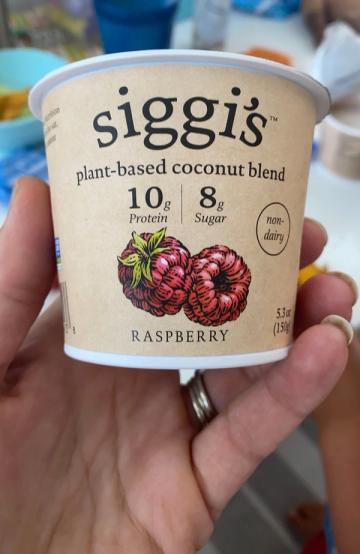 siggi's™
plant-based coconut blend
10g 8g
Protein Sugar
non-
dairy
RASPBERRY
5.3 oz
(150g)